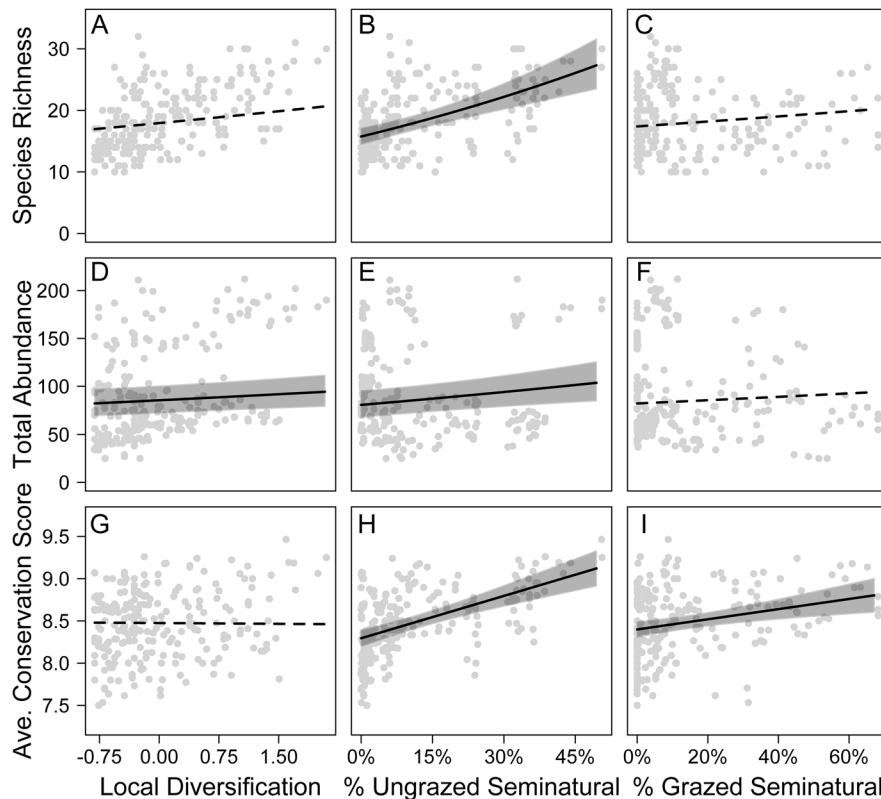 A B C
Species Richness
30
20
10
0
D E F
Total Abundance
200
150
100
50
0
G H I
Ave. Conservation Score
9.5
9.0
8.5
8.0
7.5
-0.75 0.00 0.75 1.50 0% 15% 30% 45% 0% 20% 40% 60%
Local Diversification % Ungrazed Seminatural % Grazed Seminatural